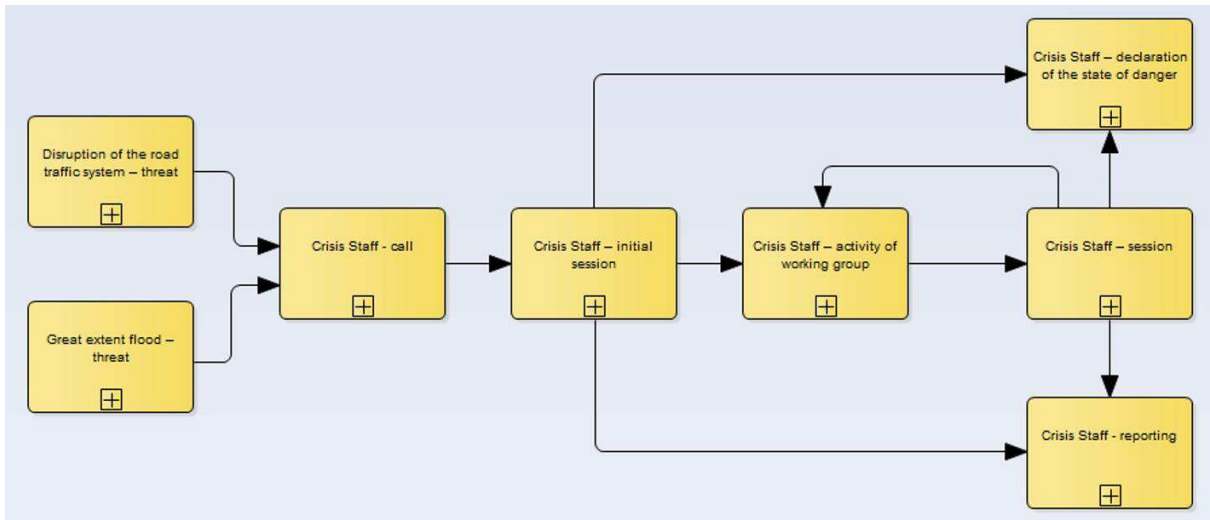 Crisis Staff – declaration
of the state of danger
Disruption of the road
traffic system – threat
Crisis Staff - call
Crisis Staff – initial
session
Crisis Staff – activity of
working group
Crisis Staff – session
Great extent flood –
threat
Crisis Staff - reporting